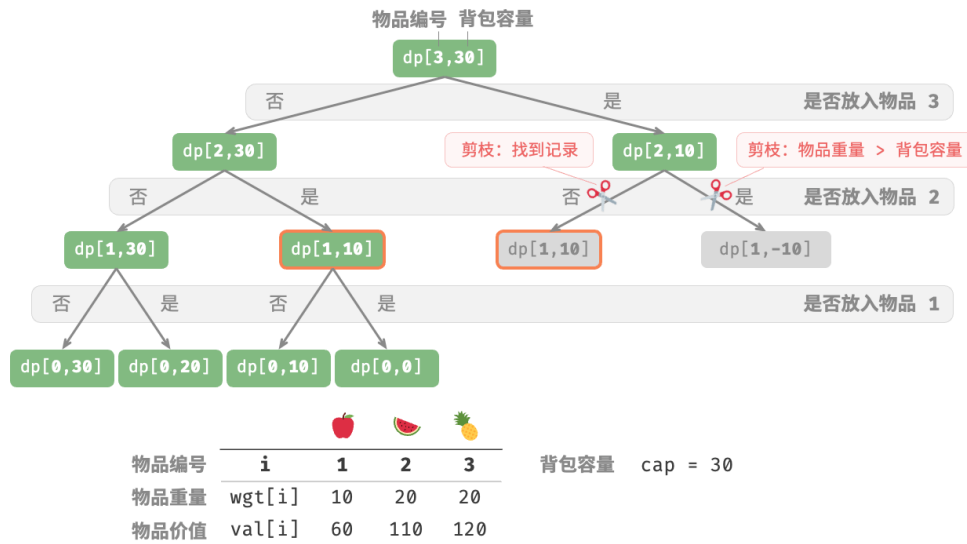 物品编号 背包容量
dp[3,30]
否 是 是否放入物品 3
dp[2,30] 剪枝：找到记录 dp[2,10] 剪枝：物品重量 > 背包容量
否 是 否 是 是否放入物品 2
dp[1,30] dp[1,10] dp[1,10] dp[1,-10]
否 是 否 是 是否放入物品 1
dp[0,30] dp[0,20] dp[0,10] dp[0,0]
物品编号 i 1 2 3 背包容量 cap = 30
物品重量 wgt[i] 10 20 20
物品价值 val[i] 60 110 120